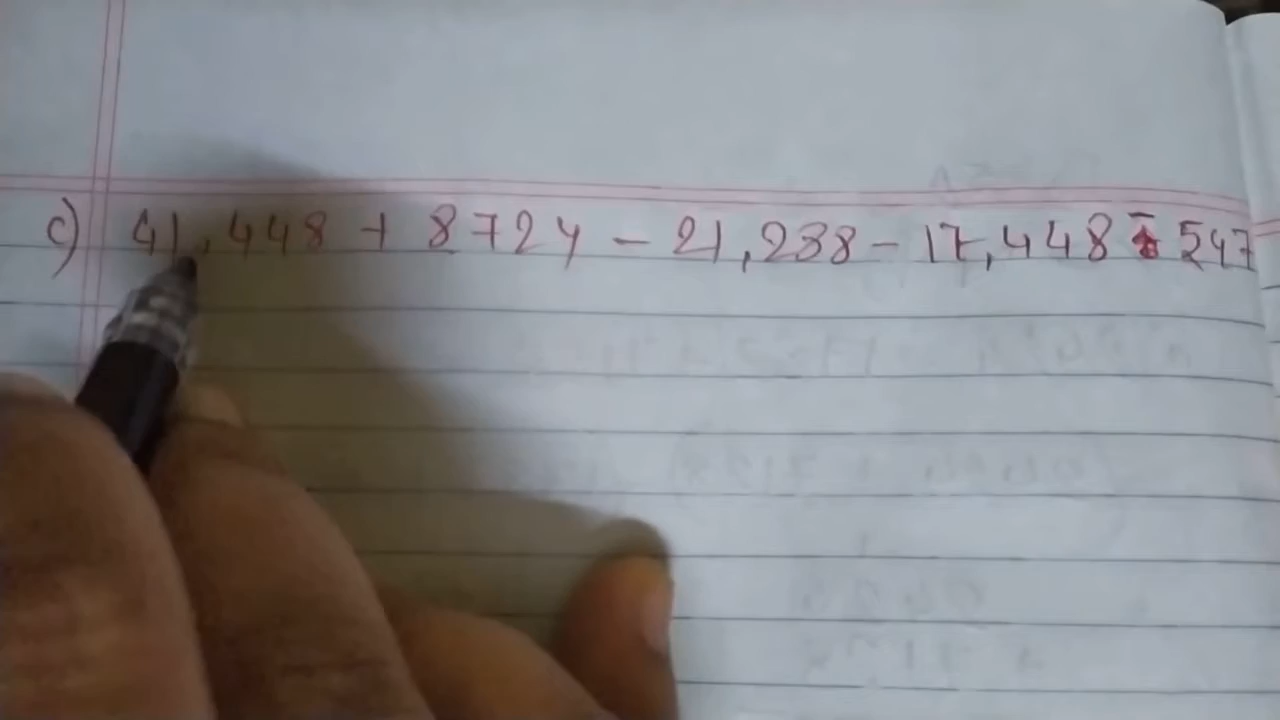 c) 41,448 + 8724 - 21,238 - 17,448 - 547